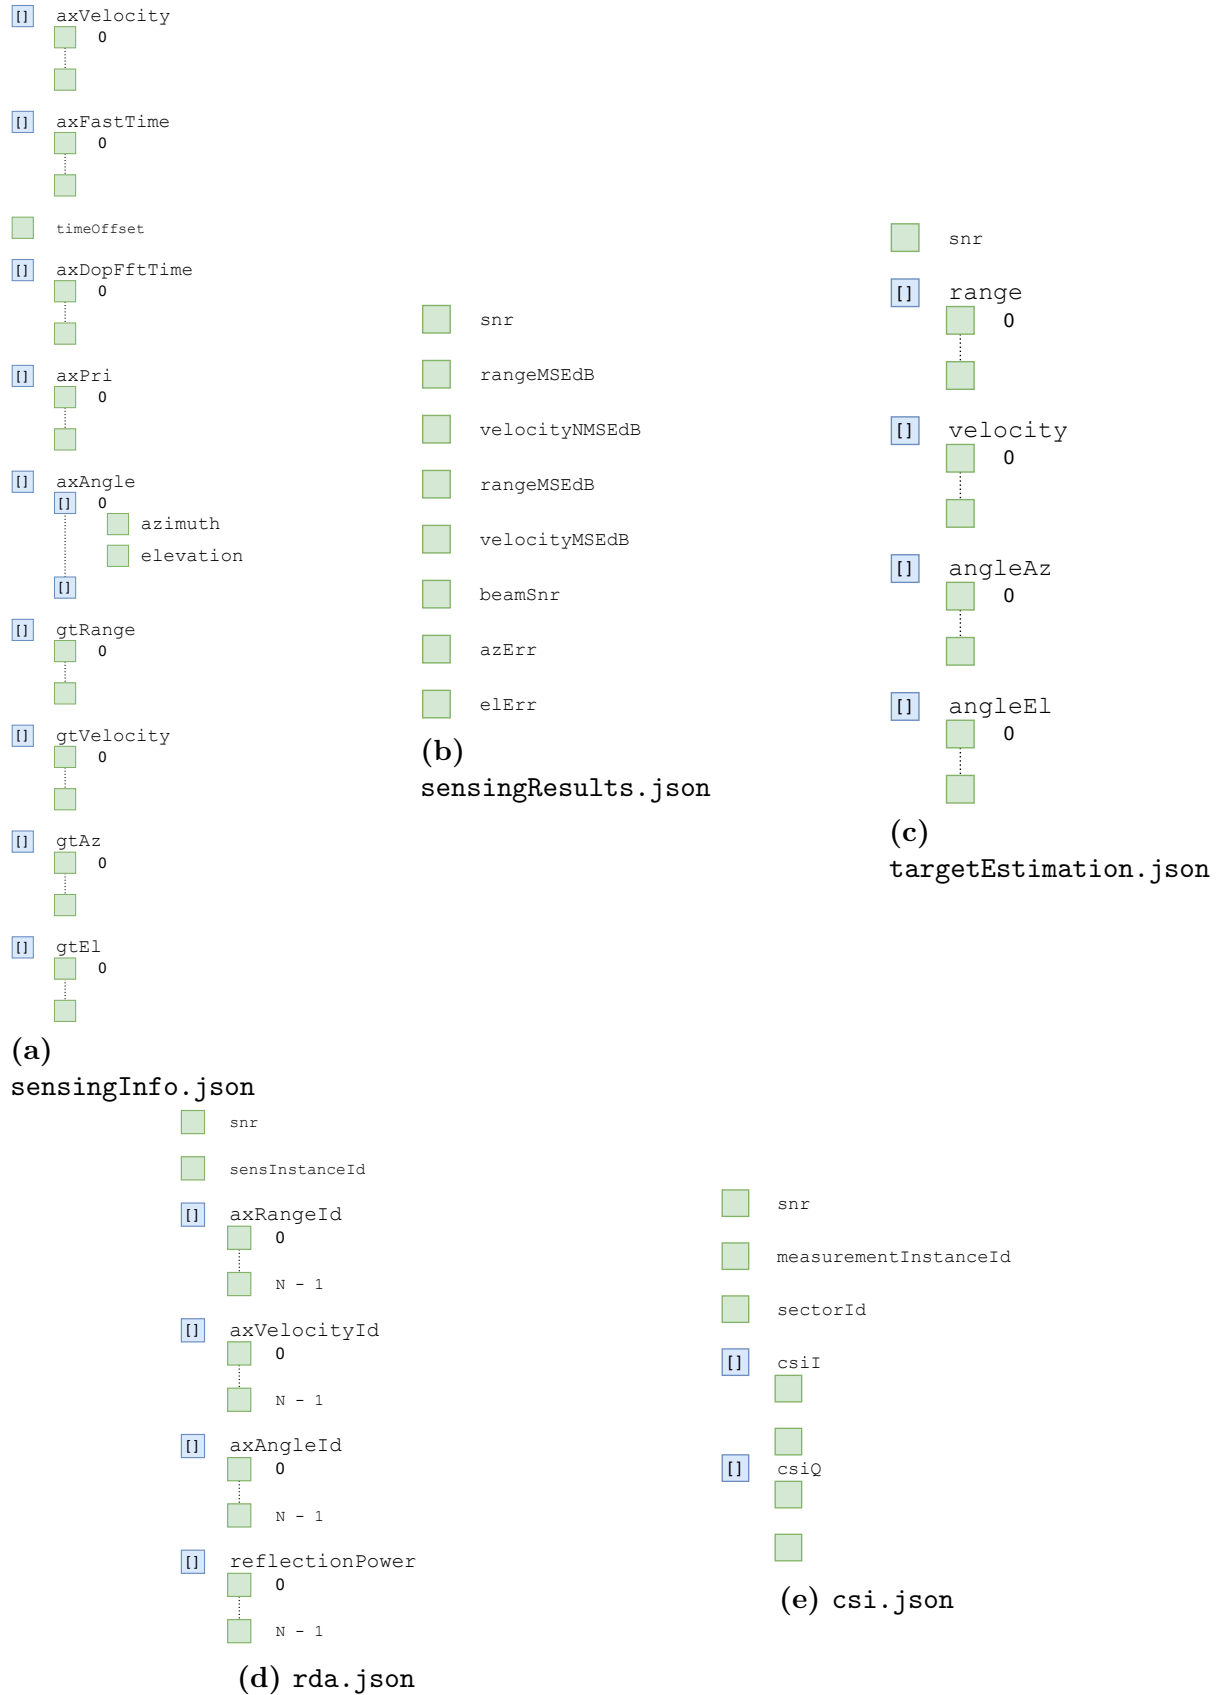 [] axVelocity
0
[] axFastTime
0
timeOffset
[] axDopFftTime
0
[] axPri
0
[] axAngle
[] 0
azimuth
elevation
[]
[] gtRange
0
[] gtVelocity
0
[] gtAz
0
[] gtEl
0
(a)
sensingInfo.json
snr
rangeMSEdB
velocityNMSEdB
rangeMSEdB
velocityMSEdB
beamSnr
azErr
elErr
(b)
sensingResults.json
snr
[] range
0
[] velocity
0
[] angleAz
0
[] angleEl
0
(c)
targetEstimation.json
snr
sensInstanceId
[] axRangeId
0
N - 1
[] axVelocityId
0
N - 1
[] axAngleId
0
N - 1
[] reflectionPower
0
N - 1
(d) rda.json
snr
measurementInstanceId
sectorId
[] csiI
[] csiQ
(e) csi.json